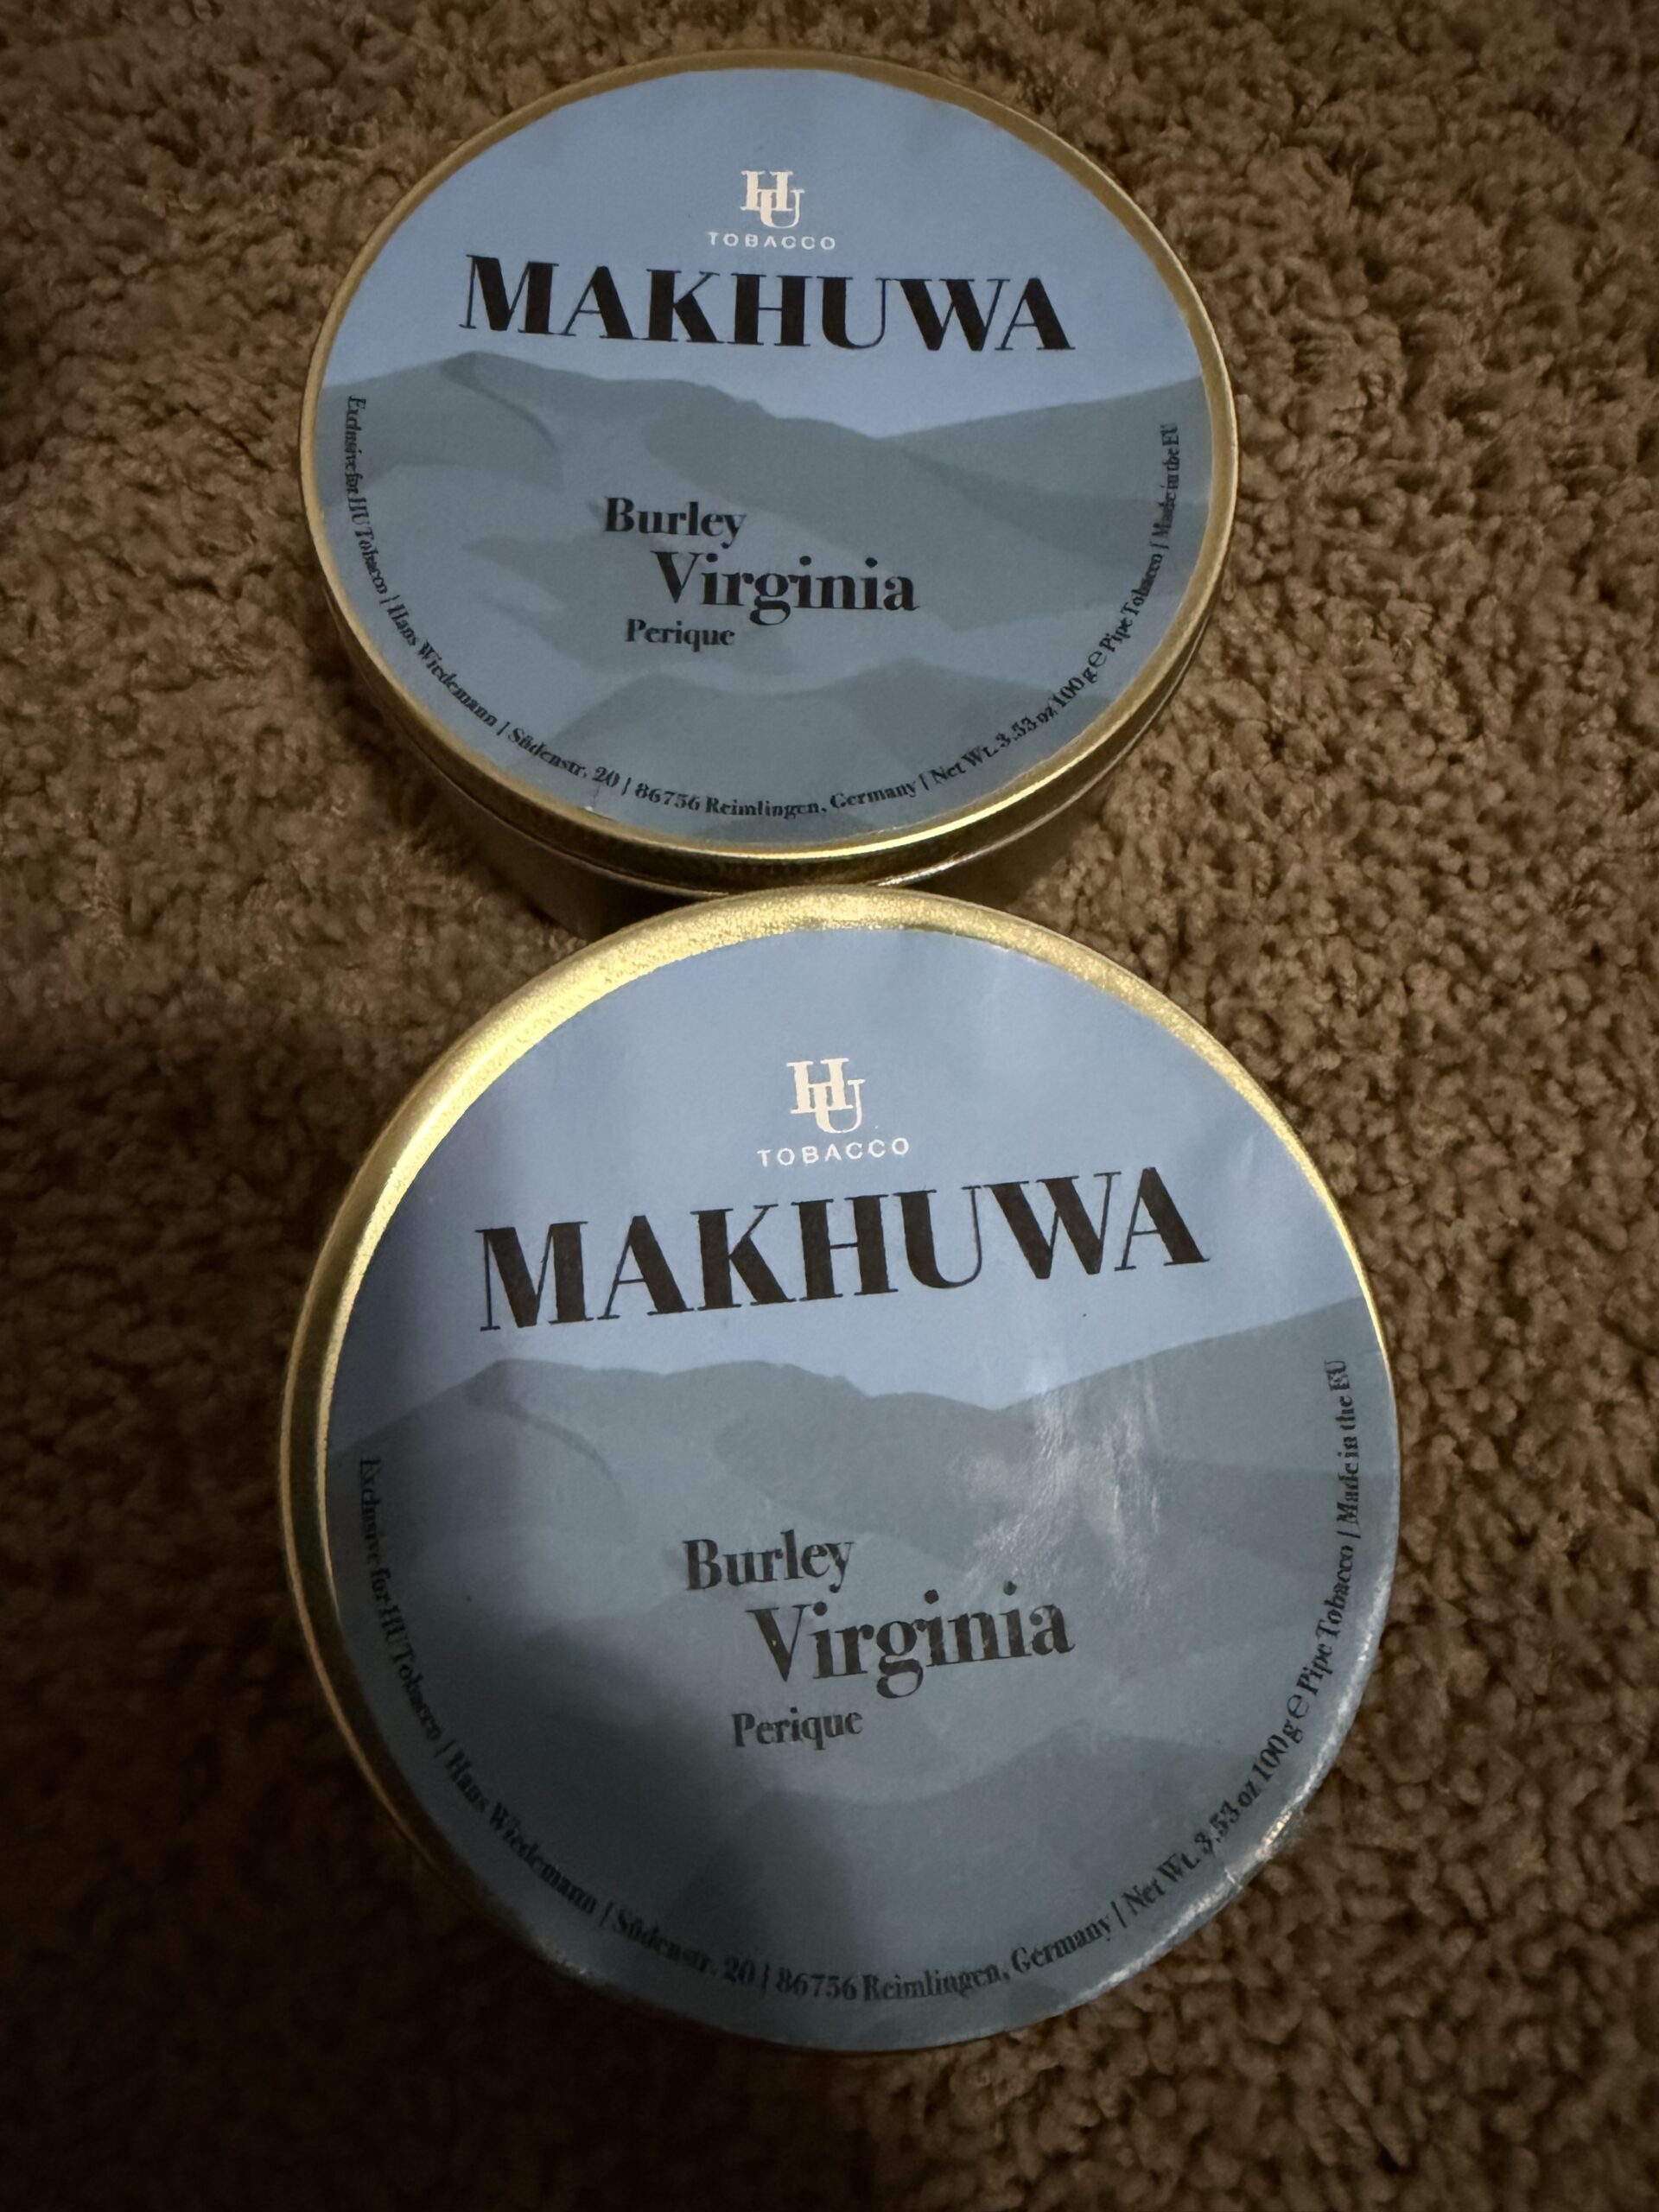 HU
TOBACCO
MAKHUWA
Burley
Virginia
Perique
Exclusive for HU Tobacco | Hans Wiedemann | Südenstr. 20 | 86756 Reimlingen, Germany | Net Wt. 3.53 oz 100 g ℮ Pipe Tobacco | Made in the EU
HU
TOBACCO
MAKHUWA
Burley
Virginia
Perique
Exclusive for HU Tobacco | Hans Wiedemann | Südenstr. 20 | 86756 Reimlingen, Germany | Net Wt. 3.53 oz 100 g ℮ Pipe Tobacco | Made in the EU